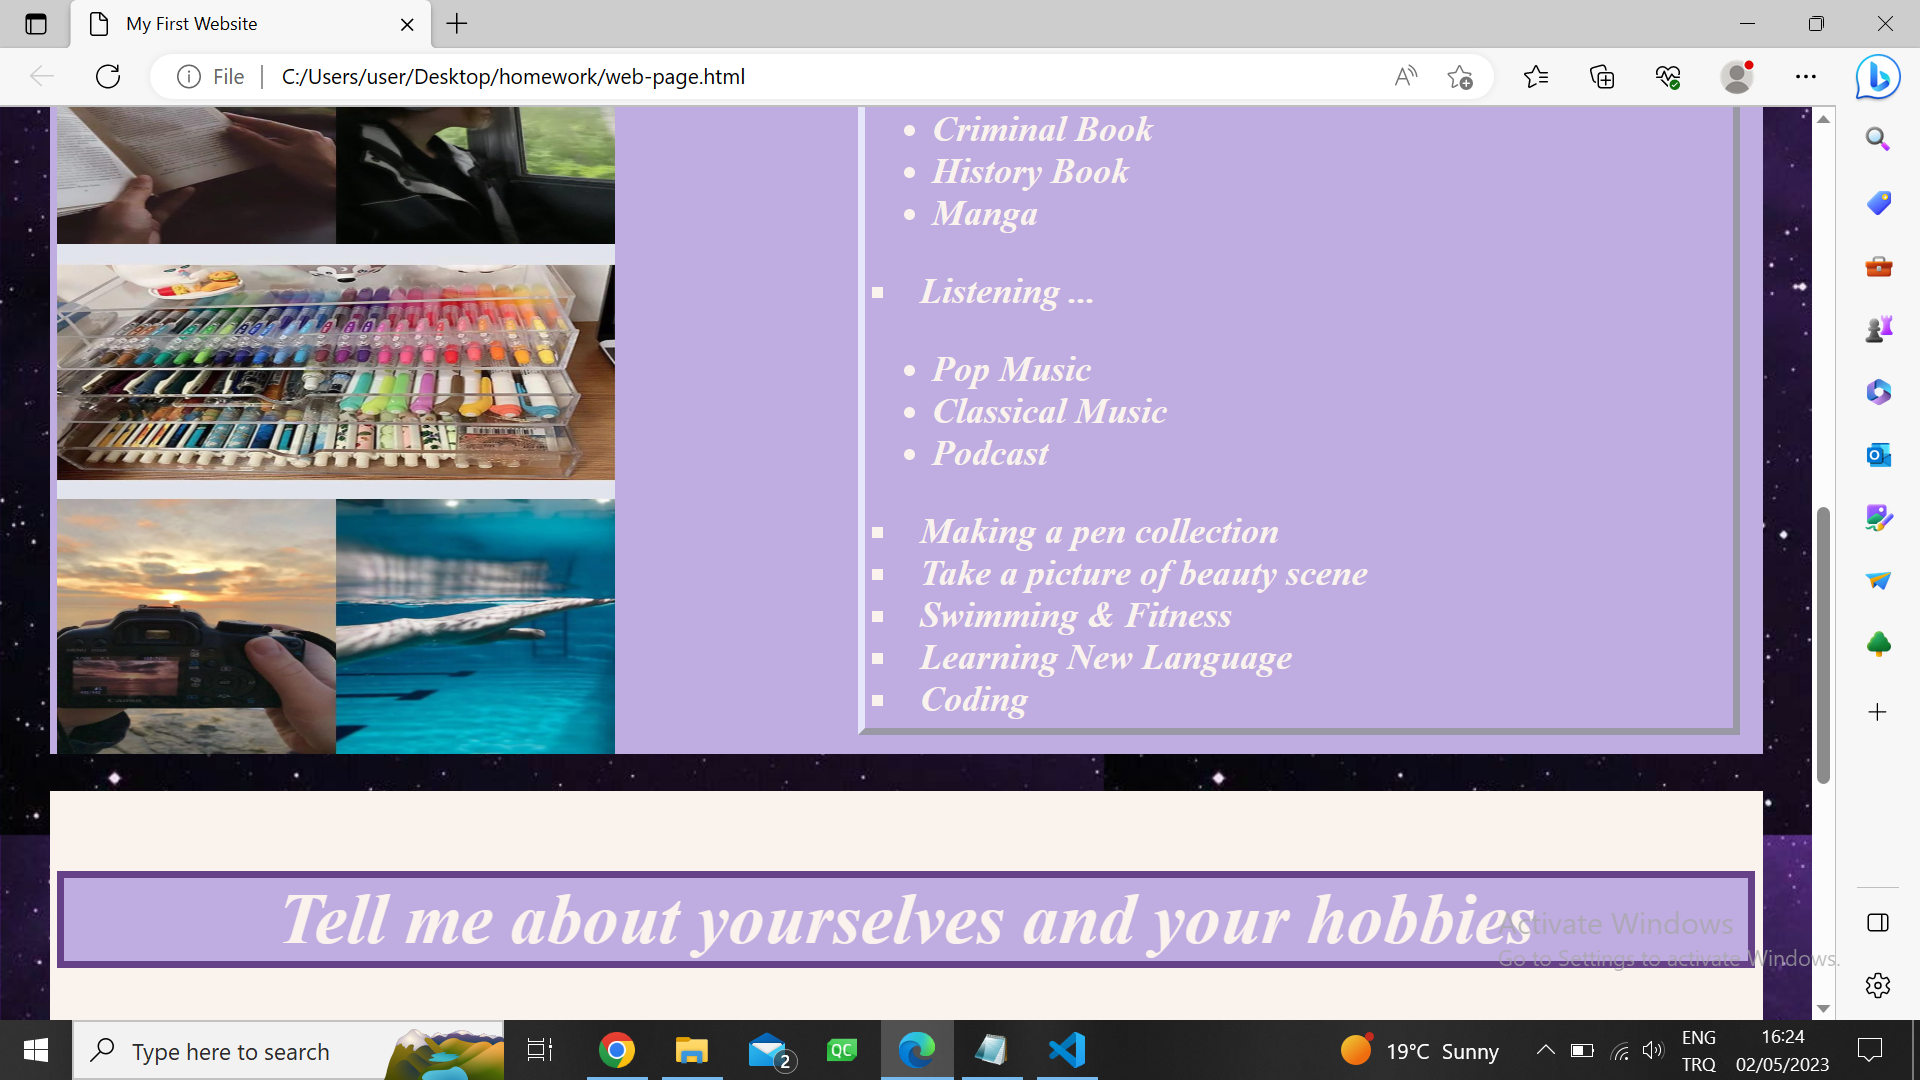 My First Website
File
C:/Users/user/Desktop/homework/web-page.html
Criminal Book
History Book
Manga
Listening ...
Pop Music
Classical Music
Podcast
Making a pen collection
Take a picture of beauty scene
Swimming & Fitness
Learning New Language
Coding
Tell me about yourselves and your hobbies
Activate Windows
Go to Settings to activate Windows.
Type here to search
2
QC
19°C Sunny
ENG
TRQ
16:24
02/05/2023